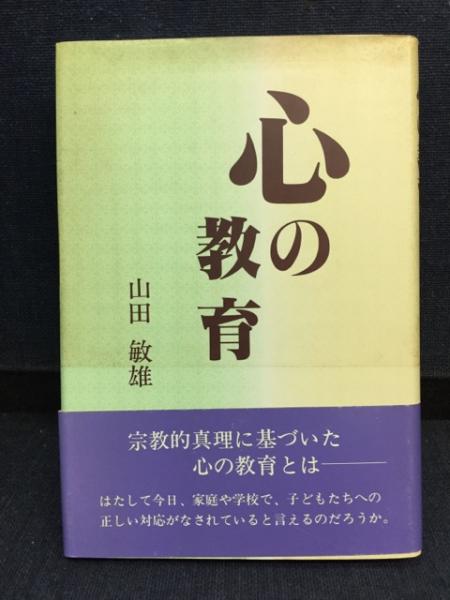 心の
教育
山田 敏雄
宗教的真理に基づいた
心の教育とは———
はたして今日、家庭や学校で、子どもたちへの
正しい対応がなされていると言えるのだろうか。